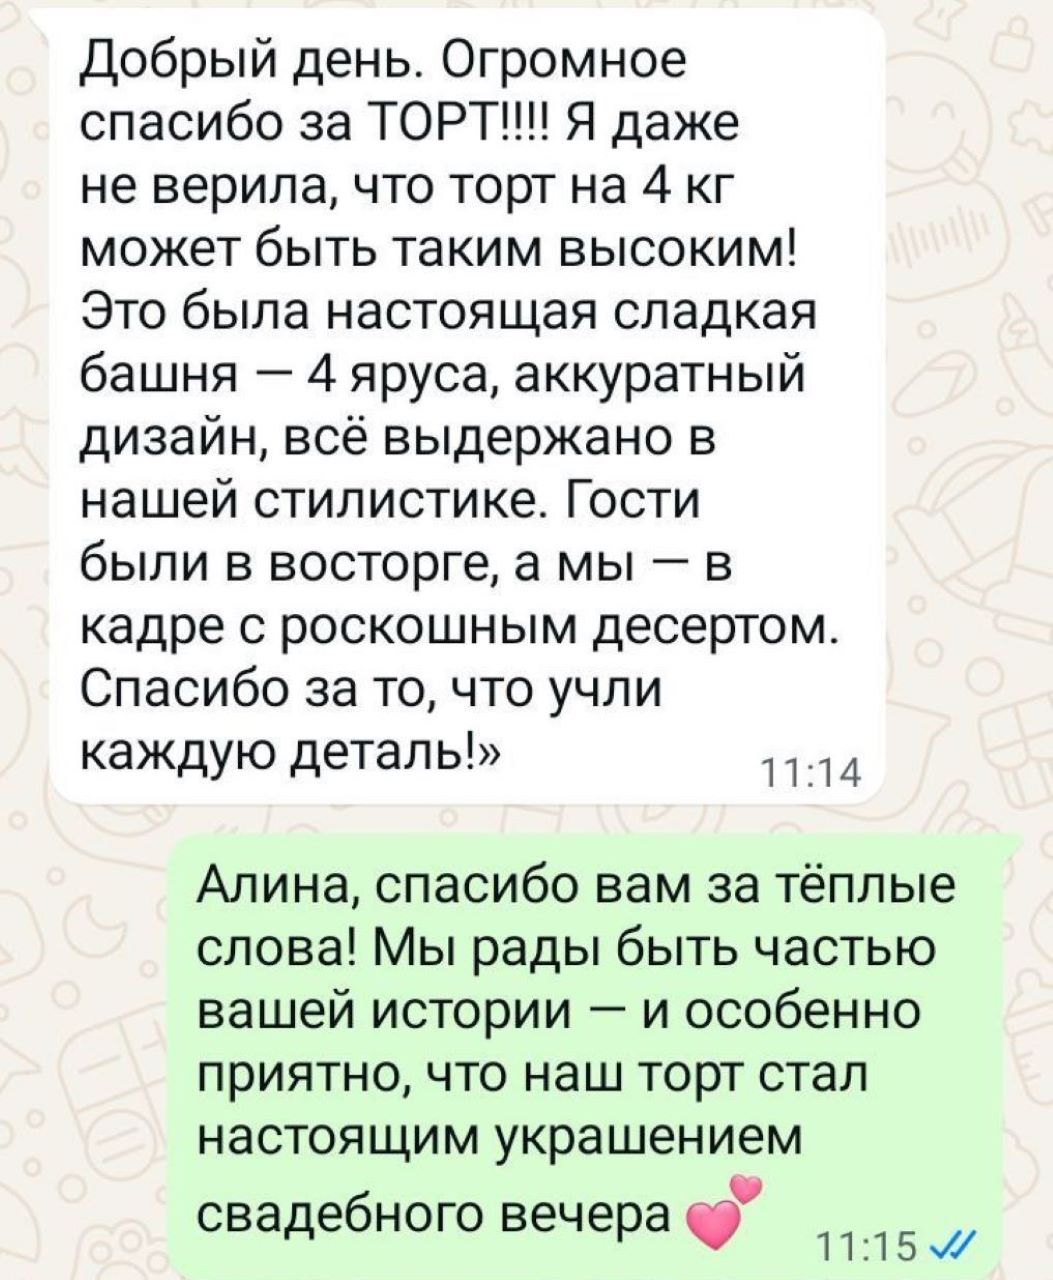 Добрый день. Огромное
спасибо за ТОРТ!!!! Я даже
не верила, что торт на 4 кг
может быть таким высоким!
Это была настоящая сладкая
башня — 4 яруса, аккуратный
дизайн, всё выдержано в
нашей стилистике. Гости
были в восторге, а мы — в
кадре с роскошным десертом.
Спасибо за то, что учли
каждую деталь!»
11:14
Алина, спасибо вам за тёплые
слова! Мы рады быть частью
вашей истории — и особенно
приятно, что наш торт стал
настоящим украшением
свадебного вечера 💕
11:15